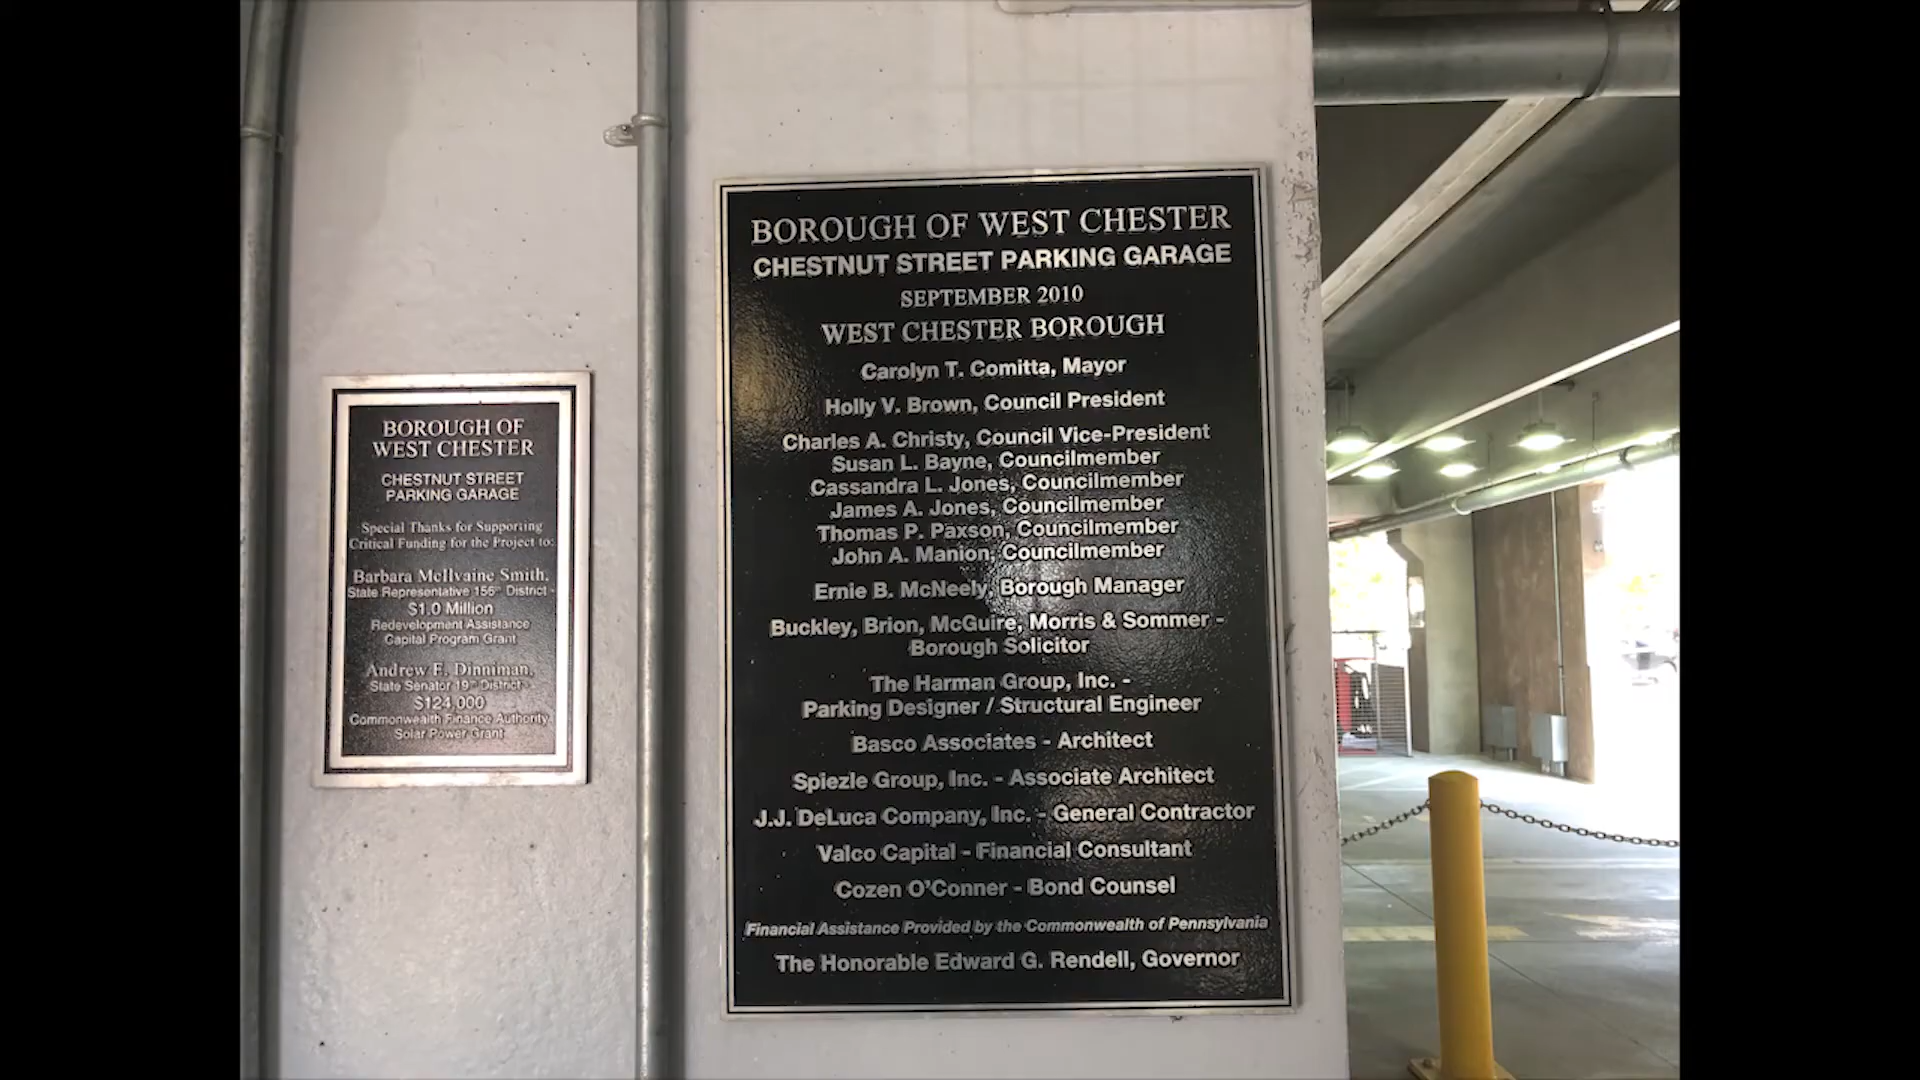 BOROUGH OF
WEST CHESTER
CHESTNUT STREET
PARKING GARAGE
Special Thanks for Supporting
Critical Funding for the Project to:
Barbara McIlvaine Smith,
State Representative 156th District -
$1.0 Million
Redevelopment Assistance
Capital Program Grant
Andrew E. Dinniman,
State Senator 19th District -
$124,000
Commonwealth Finance Authority
Solar Power Grant
BOROUGH OF WEST CHESTER
CHESTNUT STREET PARKING GARAGE
SEPTEMBER 2010
WEST CHESTER BOROUGH
Carolyn T. Comitta, Mayor
Holly V. Brown, Council President
Charles A. Christy, Council Vice-President
Susan L. Bayne, Councilmember
Cassandra L. Jones, Councilmember
James A. Jones, Councilmember
Thomas P. Paxson, Councilmember
John A. Manion, Councilmember
Ernie B. McNeely, Borough Manager
Buckley, Brion, McGuire, Morris & Sommer -
Borough Solicitor
The Harman Group, Inc. -
Parking Designer / Structural Engineer
Basco Associates - Architect
Spiezle Group, Inc. - Associate Architect
J.J. DeLuca Company, Inc. - General Contractor
Valco Capital - Financial Consultant
Cozen O'Conner - Bond Counsel
Financial Assistance Provided by the Commonwealth of Pennsylvania
The Honorable Edward G. Rendell, Governor